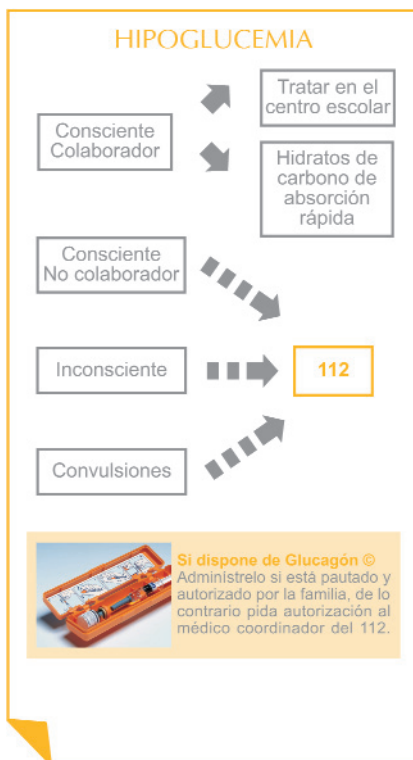 HIPOGLUCEMIA
Consciente
Colaborador
Tratar en el
centro escolar
Hidratos de
carbono de
absorción
rápida
Consciente
No colaborador
Inconsciente
112
Convulsiones
Si dispone de Glucagón ©
Adminístrelo si está pautado y
autorizado por la familia, de lo
contrario pida autorización al
médico coordinador del 112.